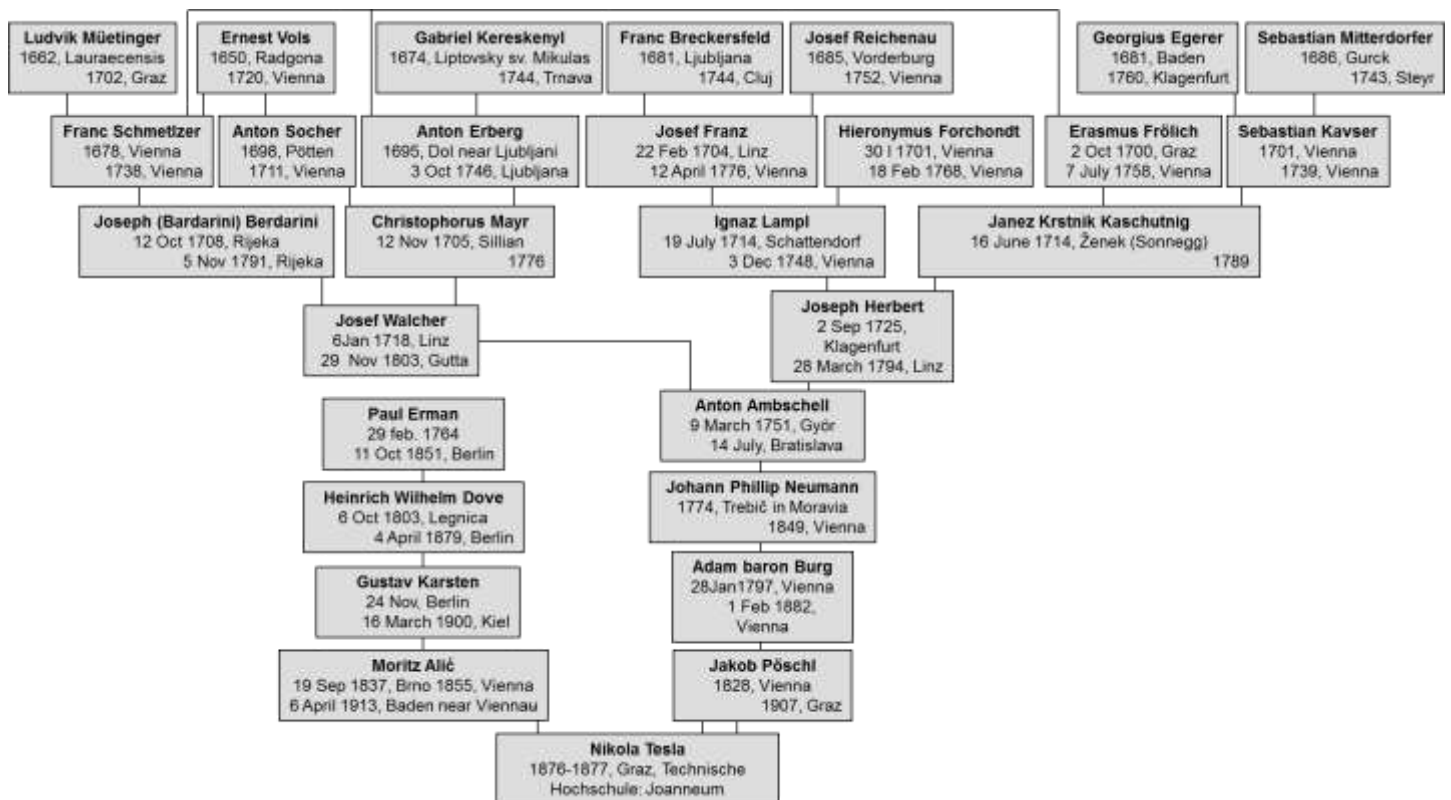 Ludvik Müetinger
1662, Lauraecensis
1702, Graz
Ernest Vols
1650, Radgona
1720, Vienna
Gabriel Kereskenyl
1674, Liptovsky sv. Mikulas
1744, Trnava
Franc Breckersfeld
1681, Ljubljana
1744, Cluj
Josef Reichenau
1685, Vorderburg
1752, Vienna
Georgius Egerer
1681, Baden
1760, Klagenfurt
Sebastian Mitterdorfer
1686, Gurck
1743, Steyr
Franc Schmetlzer
1678, Vienna
1738, Vienna
Anton Socher
1698, Pötten
1711, Vienna
Anton Erberg
1695, Dol near Ljubljani
3 Oct 1746, Ljubljana
Josef Franz
22 Feb 1704, Linz
12 April 1776, Vienna
Hieronymus Forchondt
30 I 1701, Vienna
18 Feb 1768, Vienna
Erasmus Frölich
2 Oct 1700, Graz
7 July 1758, Vienna
Sebastian Kavser
1701, Vienna
1739, Vienna
Joseph (Bardarini) Berdarini
12 Oct 1708, Rijeka
5 Nov 1791, Rijeka
Christophorus Mayr
12 Nov 1705, Sillian
1776
Ignaz Lampl
19 July 1714, Schattendorf
3 Dec 1748, Vienna
Janez Krstnik Kaschutnig
16 June 1714, Ženek (Sonnegg)
1789
Josef Walcher
6Jan 1718, Linz
29 Nov 1803, Gutta
Joseph Herbert
2 Sep 1725,
Klagenfurt
28 March 1794, Linz
Paul Erman
29 feb. 1764
11 Oct 1851, Berlin
Anton Ambschell
9 March 1751, Györ
14 July, Bratislava
Heinrich Wilhelm Dove
6 Oct 1803, Legnica
4 April 1879, Berlin
Johann Phillip Neumann
1774, Trebič in Moravia
1849, Vienna
Gustav Karsten
24 Nov, Berlin
16 March 1900, Kiel
Adam baron Burg
28Jan1797, Vienna
1 Feb 1882,
Vienna
Moritz Alić
19 Sep 1837, Brno 1855, Vienna
6 April 1913, Baden near Viennau
Jakob Pöschl
1828, Vienna
1907, Graz
Nikola Tesla
1876-1877, Graz, Technische
Hochschule: Joanneum